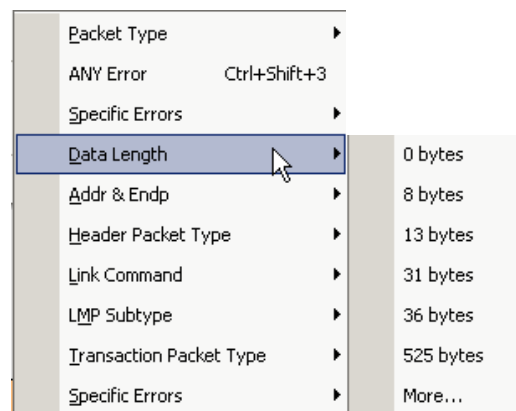 Packet Type
ANY Error Ctrl+Shift+3
Specific Errors
Data Length
Addr & Endp
Header Packet Type
Link Command
LMP Subtype
Transaction Packet Type
Specific Errors
0 bytes
8 bytes
13 bytes
31 bytes
36 bytes
525 bytes
More...